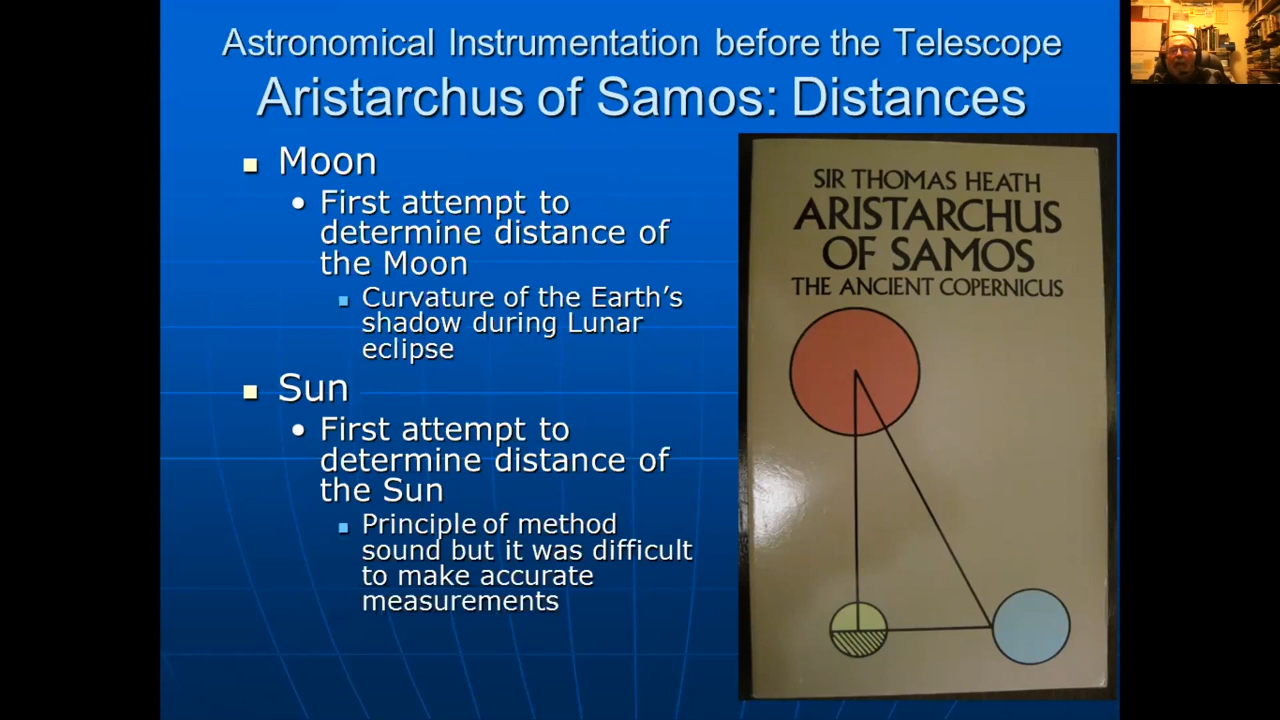 Astronomical Instrumentation before the Telescope
Aristarchus of Samos: Distances
Moon
First attempt to
determine distance of
the Moon
Curvature of the Earth’s
shadow during Lunar
eclipse
Sun
First attempt to
determine distance of
the Sun
Principle of method
sound but it was difficult
to make accurate
measurements
SIR THOMAS HEATH
ARISTARCHUS
OF SAMOS
THE ANCIENT COPERNICUS